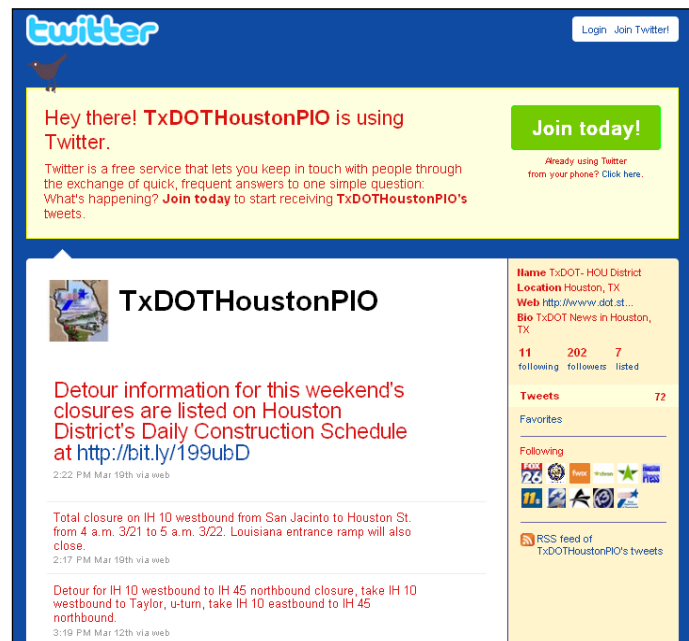 twitter
Login Join Twitter!
Hey there! TxDOTHoustonPIO is using
Twitter.
Twitter is a free service that lets you keep in touch with people through
the exchange of quick, frequent answers to one simple question:
What's happening? Join today to start receiving TxDOTHoustonPIO's
tweets.
Join today!
Already using Twitter
from your phone? Click here.
TxDOTHoustonPIO
Detour information for this weekend's
closures are listed on Houston
District's Daily Construction Schedule
at http://bit.ly/199ubD
2:22 PM Mar 19th via web
Total closure on IH 10 westbound from San Jacinto to Houston St.
from 4 a.m. 3/21 to 5 a.m. 3/22. Louisiana entrance ramp will also
close.
2:17 PM Mar 19th via web
Detour for IH 10 westbound to IH 45 northbound closure, take IH 10
westbound to Taylor, u-turn, take IH 10 eastbound to IH 45
northbound.
3:19 PM Mar 12th via web
Name TxDOT- HOU District
Location Houston, TX
Web http://www.dot.st...
Bio TxDOT News in Houston,
TX
11 202 7
following followers listed
Tweets 72
Favorites
Following
FOX
26
11
RSS feed of
TxDOTHoustonPIO's tweets